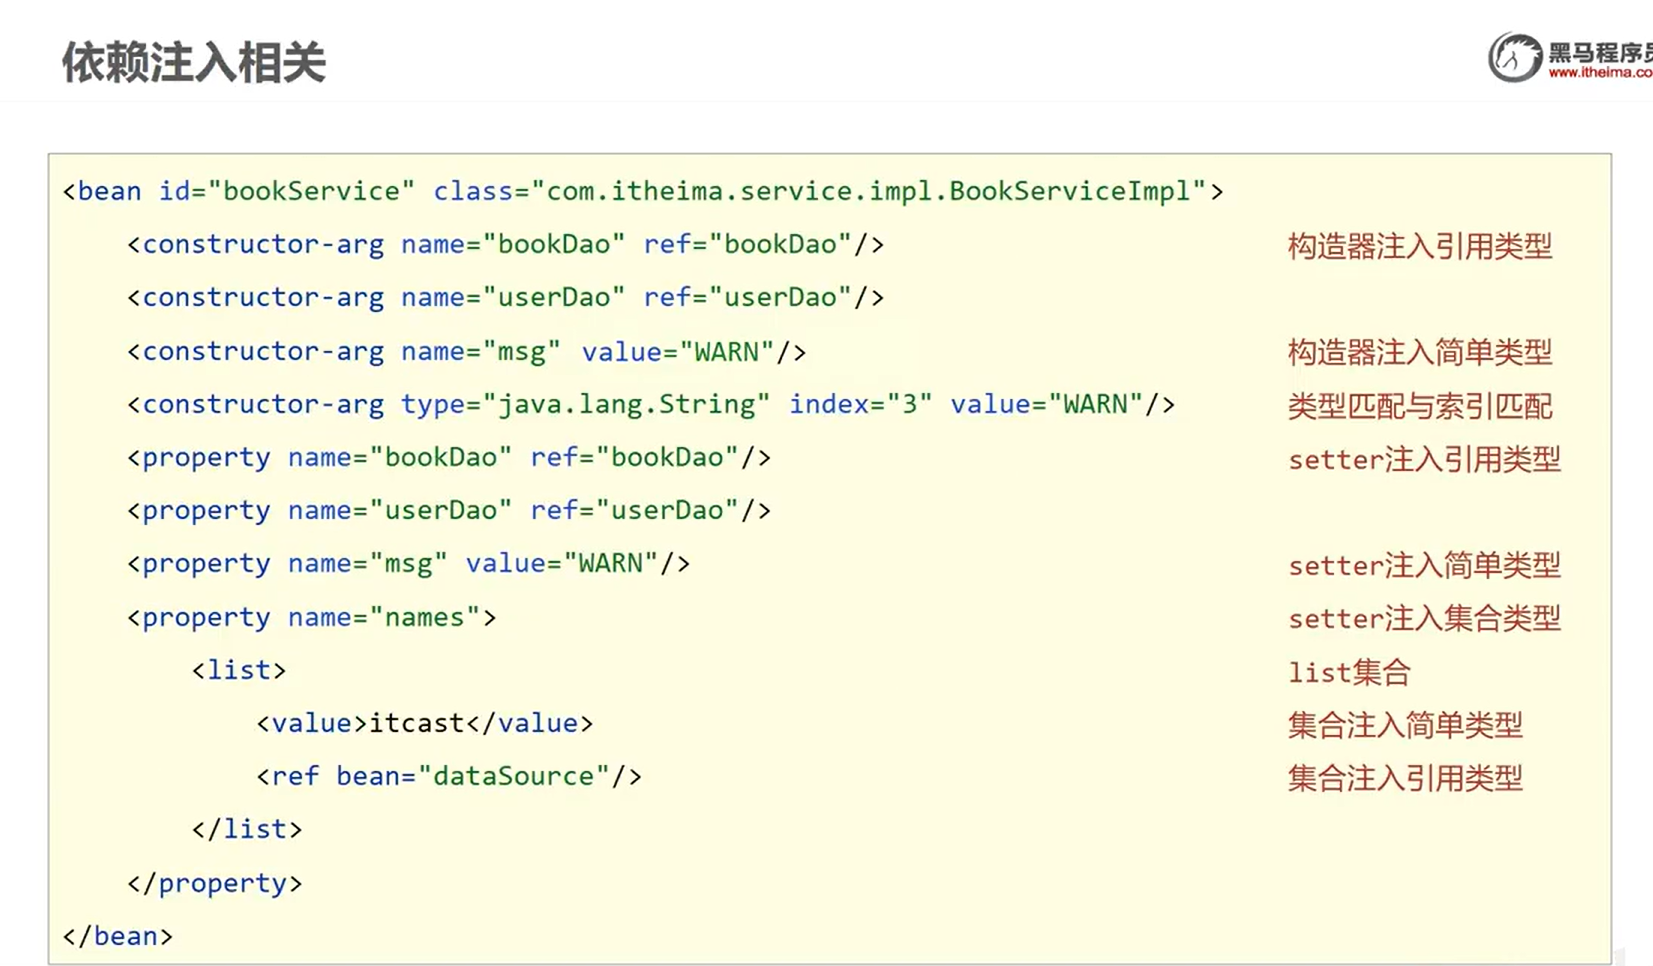 依赖注入相关
黑马程序员
www.itheima.co
<bean id="bookService" class="com.itheima.service.impl.BookServiceImpl">
<constructor-arg name="bookDao" ref="bookDao"/> 构造器注入引用类型
<constructor-arg name="userDao" ref="userDao"/>
<constructor-arg name="msg" value="WARN"/> 构造器注入简单类型
<constructor-arg type="java.lang.String" index="3" value="WARN"/> 类型匹配与索引匹配
<property name="bookDao" ref="bookDao"/> setter注入引用类型
<property name="userDao" ref="userDao"/>
<property name="msg" value="WARN"/> setter注入简单类型
<property name="names"> setter注入集合类型
<list> list集合
<value>itcast</value> 集合注入简单类型
<ref bean="dataSource"/> 集合注入引用类型
</list>
</property>
</bean>